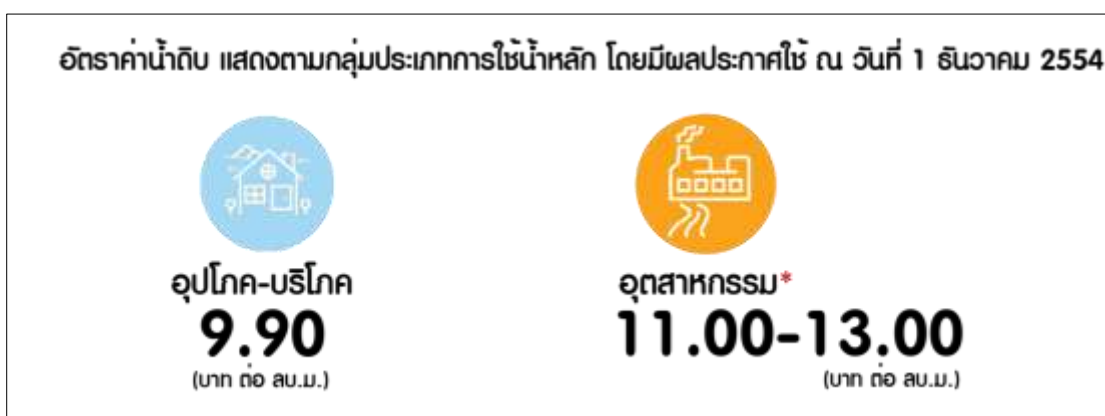 อัตราค่าน้ำดิบ แสดงตามกลุ่มประเภทการใช้น้ำหลัก โดยมีผลประกาศใช้ ณ วันที่ 1 ธันวาคม 2554
อุปโภค-บริโภค
9.90
(บาท ต่อ ลบ.ม.)
อุตสาหกรรม*
11.00-13.00
(บาท ต่อ ลบ.ม.)